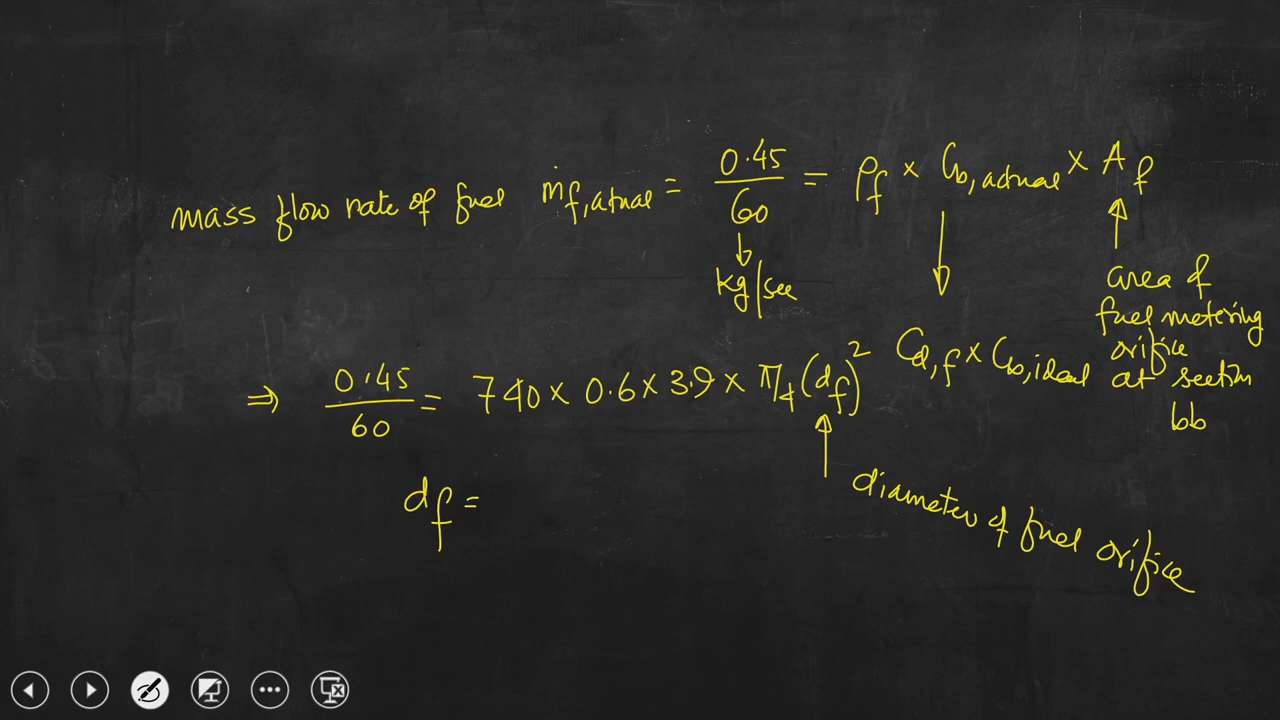 mass flow rate of fuel ṁf,actual = 0.45/60 = ρf × Cb,actual × Af
kg/sec
area of
fuel metering
orifice
at section
bb
Cd,f × Cb,ideal
⇒ 0.45/60 = 740 × 0.6 × 3.9 × π/4 (df)²
diameter of fuel orifice
df =